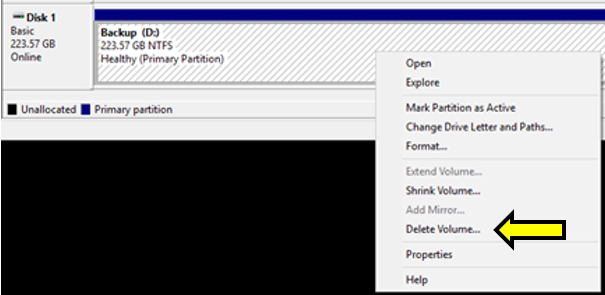 Disk 1
Basic
223.57 GB
Online
Backup (D:)
223.57 GB NTFS
Healthy (Primary Partition)
Unallocated Primary partition
Open
Explore
Mark Partition as Active
Change Drive Letter and Paths...
Format...
Extend Volume...
Shrink Volume...
Add Mirror...
Delete Volume...
Properties
Help